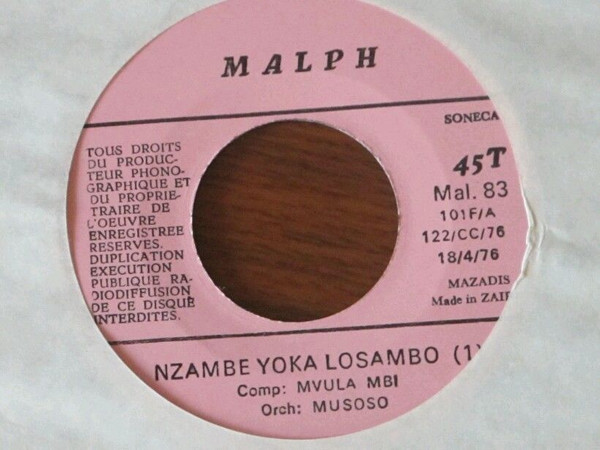 MALPH
SONECA
TOUS DROITS
DU PRODUC-
TEUR PHONO-
GRAPHIQUE ET
DU PROPRIE-
TAIRE DE
L'OEUVRE
ENREGISTREE
RESERVES.
DUPLICATION
EXECUTION
PUBLIQUE RA-
DIODIFFUSION
DE CE DISQUE
INTERDITES.
45T
Mal. 83
101F/A
122/CC/76
18/4/76
MAZADIS
Made in ZAIR
NZAMBE YOKA LOSAMBO (1)
Comp: MVULA MBI
Orch: MUSOSO